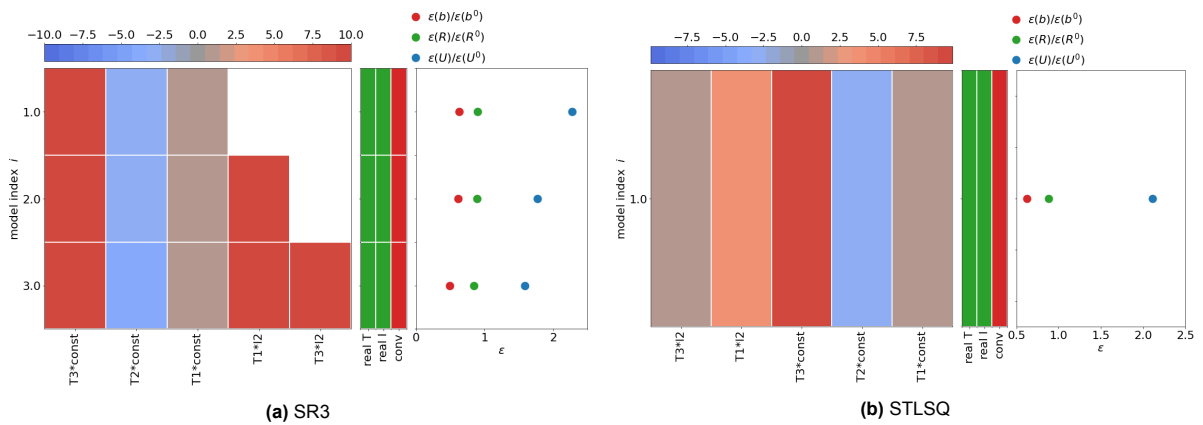 ε(b)/ε(b⁰)
ε(R)/ε(R⁰)
ε(U)/ε(U⁰)
−10.0 −7.5 −5.0 −2.5 0.0 2.5 5.0 7.5 10.0
model index i
1.0
2.0
3.0
T3*const
T2*const
T1*const
T1*I2
T3*I2
real T
real I
conv
0 1 2
ε
(a) SR3
ε(b)/ε(b⁰)
ε(R)/ε(R⁰)
ε(U)/ε(U⁰)
−7.5 −5.0 −2.5 0.0 2.5 5.0 7.5
model index i
1.0
T3*I2
T1*I2
T3*const
T2*const
T1*const
real T
real I
conv
0.5 1.0 1.5 2.0 2.5
ε
(b) STLSQ